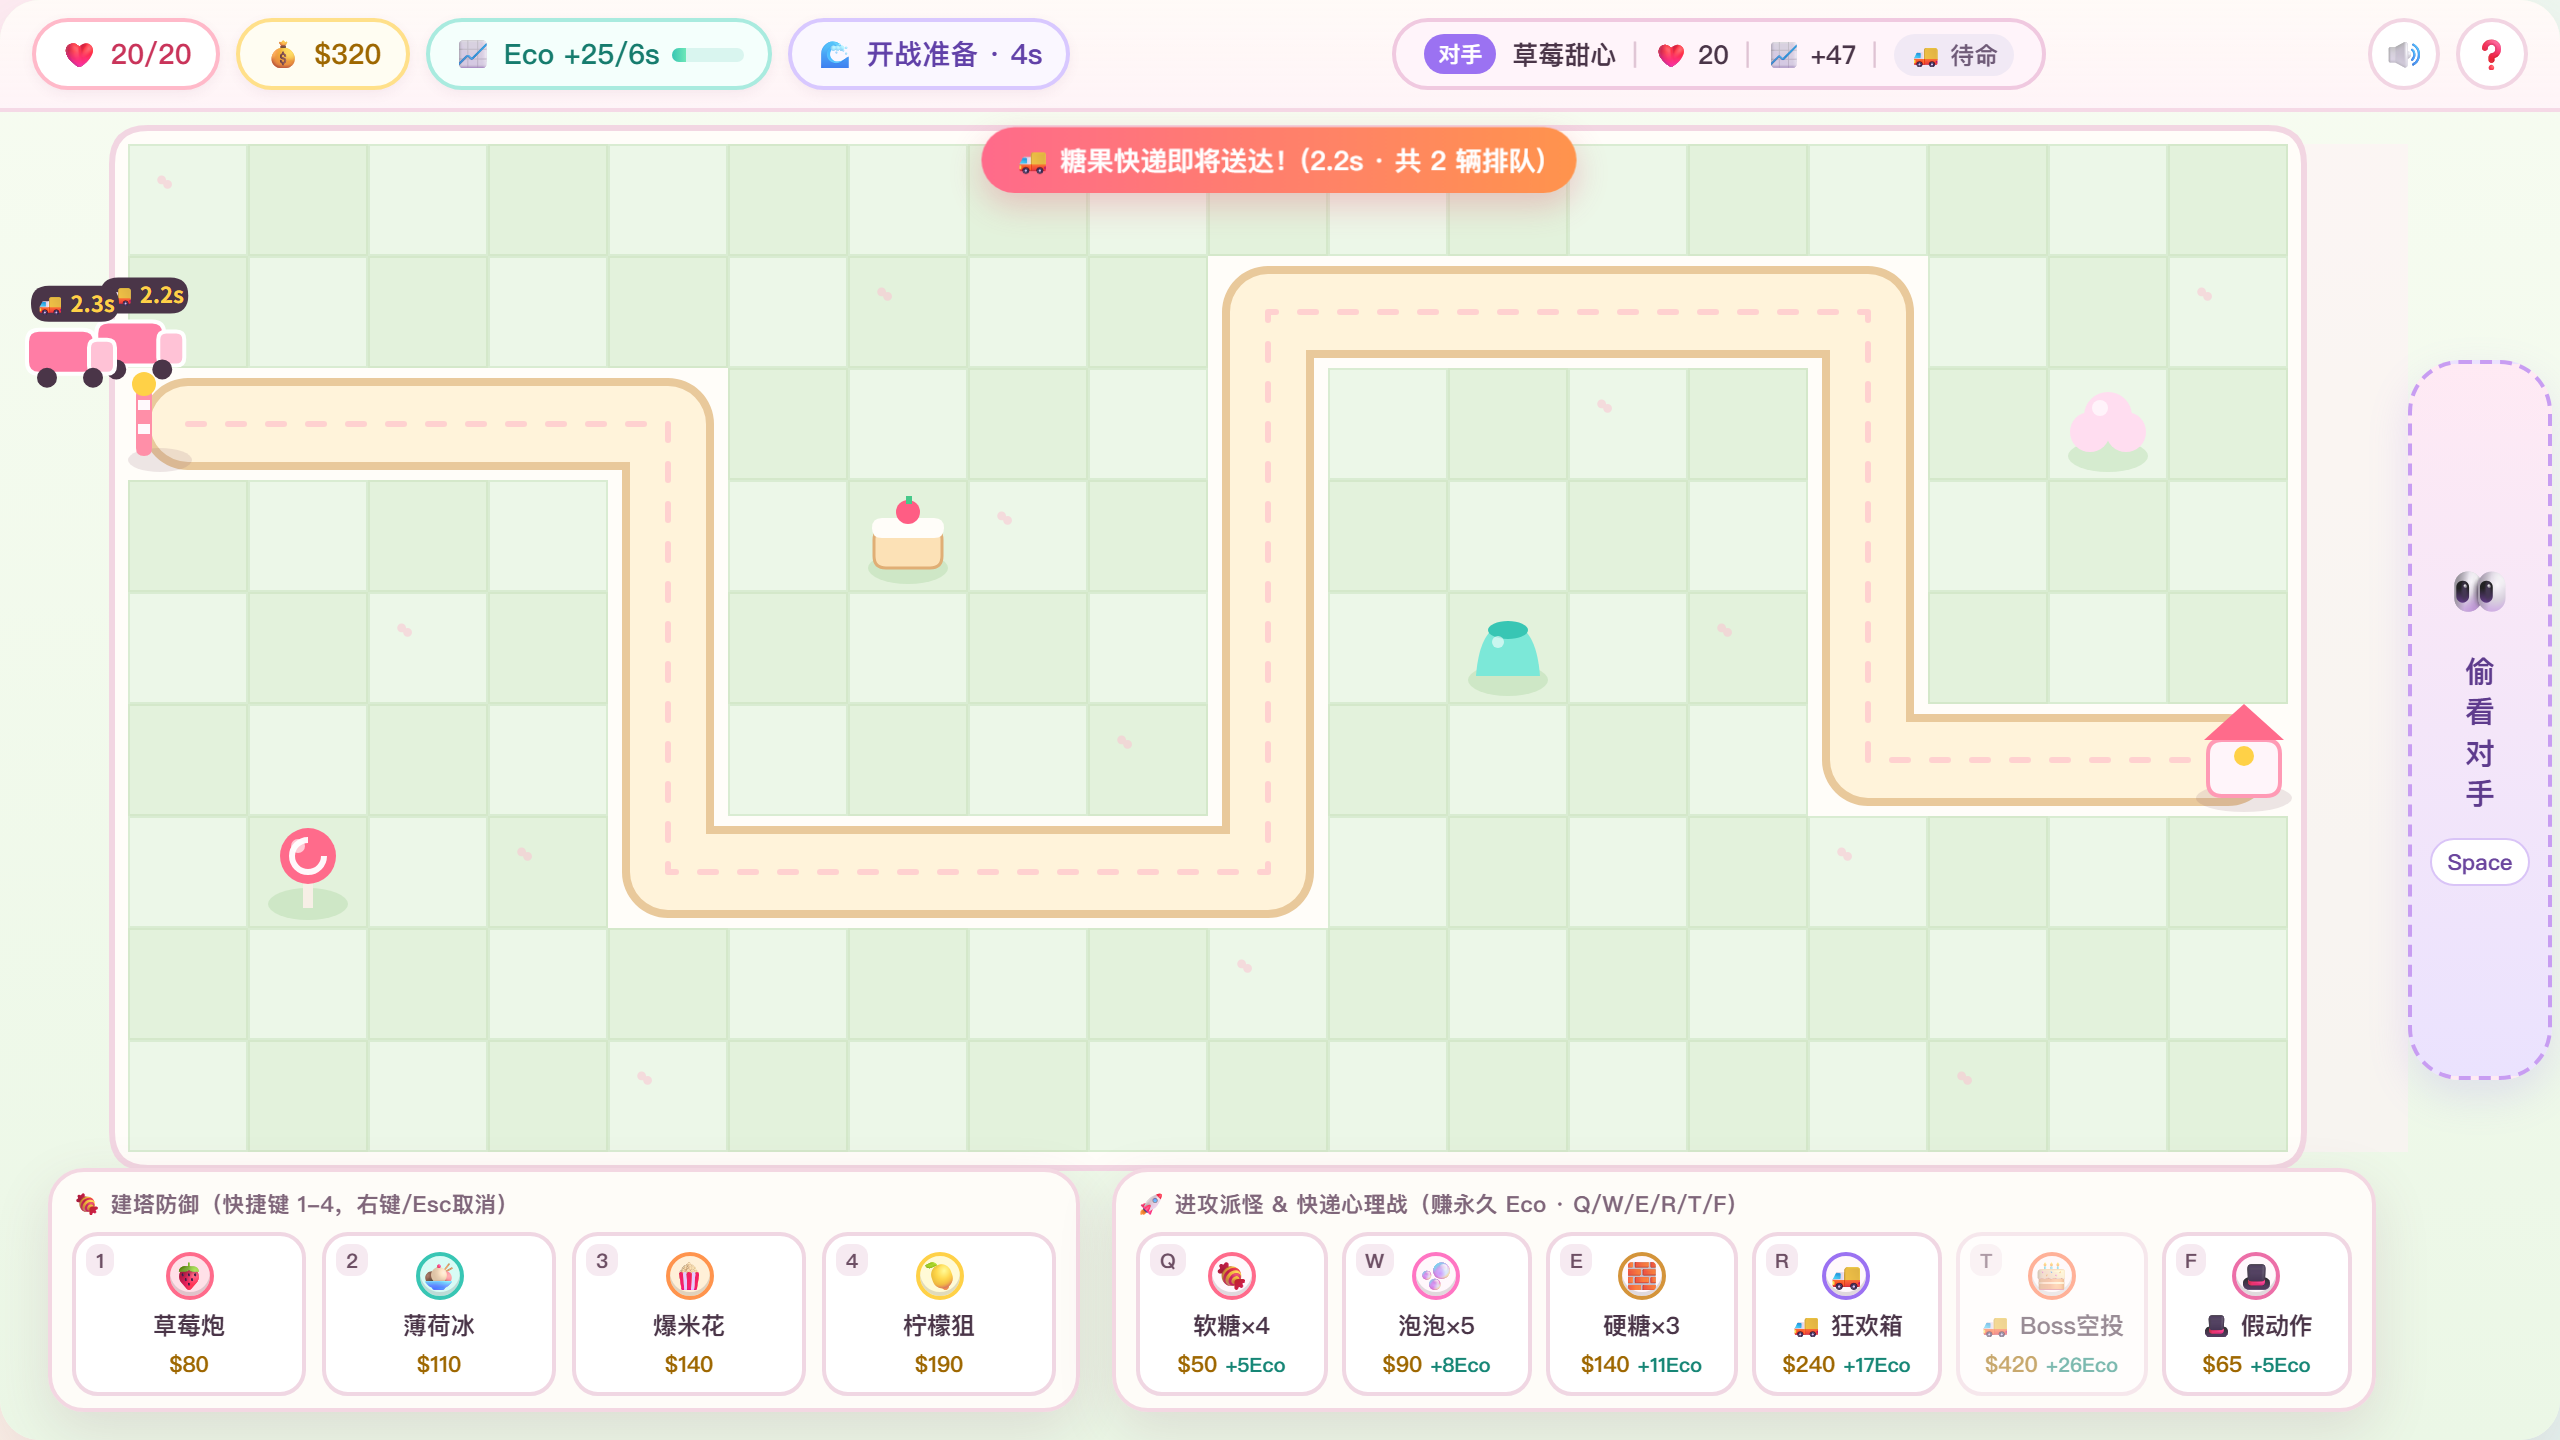 20/20
$320
Eco +25/6s
开战准备 · 4s
对手 草莓甜心 | 20 | +47 | 待命
糖果快递即将送达！(2.2s · 共 2 辆排队)
2.3s
2.2s
偷看对手
Space
建塔防御（快捷键 1–4，右键/Esc取消）
1
草莓炮
$80
2
薄荷冰
$110
3
爆米花
$140
4
柠檬狙
$190
进攻派怪 & 快递心理战（赚永久 Eco · Q/W/E/R/T/F）
Q
软糖×4
$50 +5Eco
W
泡泡×5
$90 +8Eco
E
硬糖×3
$140 +11Eco
R
狂欢箱
$240 +17Eco
T
Boss空投
$420 +26Eco
F
假动作
$65 +5Eco